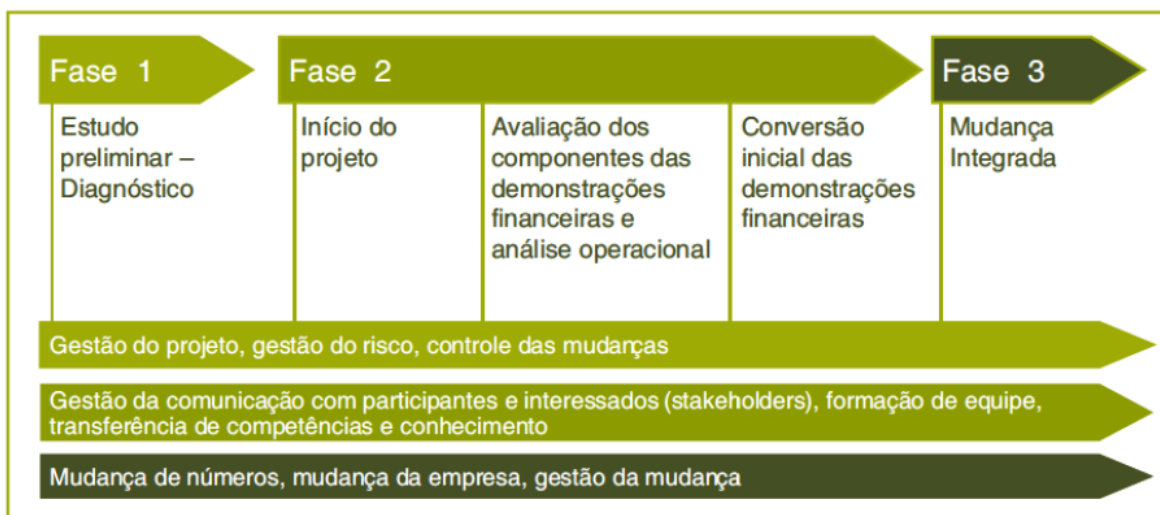 Fase 1
Estudo
preliminar –
Diagnóstico
Fase 2
Início do
projeto
Avaliação dos
componentes das
demonstrações
financeiras e
análise operacional
Conversão
inicial das
demonstrações
financeiras
Fase 3
Mudança
Integrada
Gestão do projeto, gestão do risco, controle das mudanças
Gestão da comunicação com participantes e interessados (stakeholders), formação de equipe,
transferência de competências e conhecimento
Mudança de números, mudança da empresa, gestão da mudança